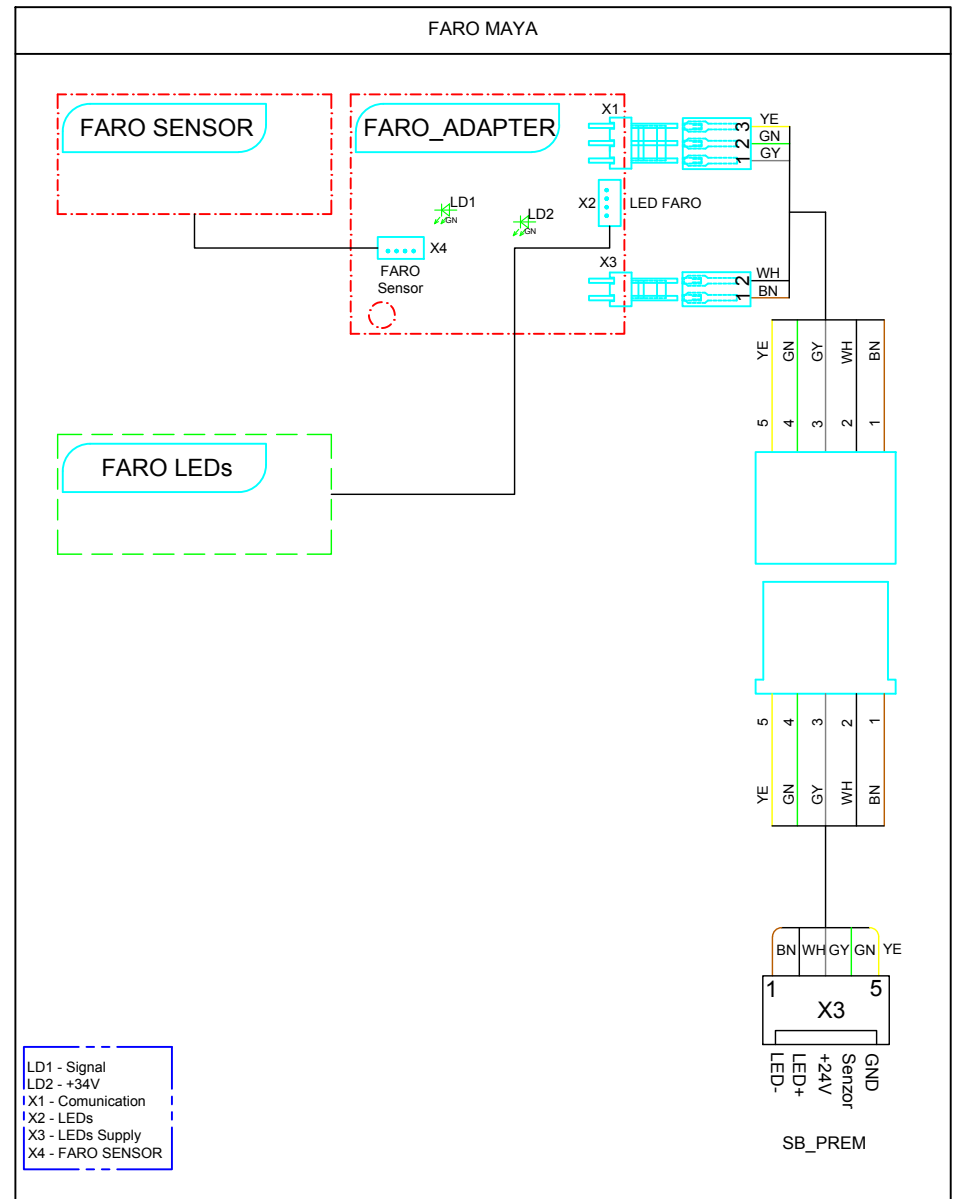 FARO MAYA
FARO SENSOR
FARO_ADAPTER
X1
3
2
1
YE
GN
GY
LD1
GN
LD2
GN
X2
LED FARO
X4
FARO
Sensor
X3
2
1
WH
BN
YE GN GY WH BN
5 4 3 2 1
FARO LEDs
5 4 3 2 1
YE GN GY WH BN
BN WH GY GN YE
1 5
X3
LED- LED+ +24V Senzor GND
SB_PREM
LD1 - Signal
LD2 - +34V
X1 - Comunication
X2 - LEDs
X3 - LEDs Supply
X4 - FARO SENSOR